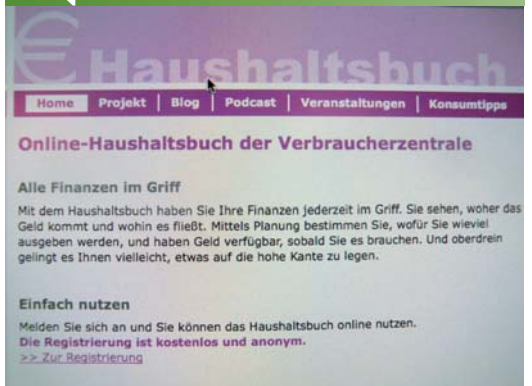 € Haushaltsbuch
Home | Projekt | Blog | Podcast | Veranstaltungen | Konsumtipps
Online-Haushaltsbuch der Verbraucherzentrale
Alle Finanzen im Griff
Mit dem Haushaltsbuch haben Sie Ihre Finanzen jederzeit im Griff. Sie sehen, woher das
Geld kommt und wohin es fließt. Mittels Planung bestimmen Sie, wofür Sie wieviel
ausgeben werden, und haben Geld verfügbar, sobald Sie es brauchen. Und oberdrein
gelingt es Ihnen vielleicht, etwas auf die hohe Kante zu legen.
Einfach nutzen
Melden Sie sich an und Sie können das Haushaltsbuch online nutzen.
Die Registrierung ist kostenlos und anonym.
>> Zur Registrierung